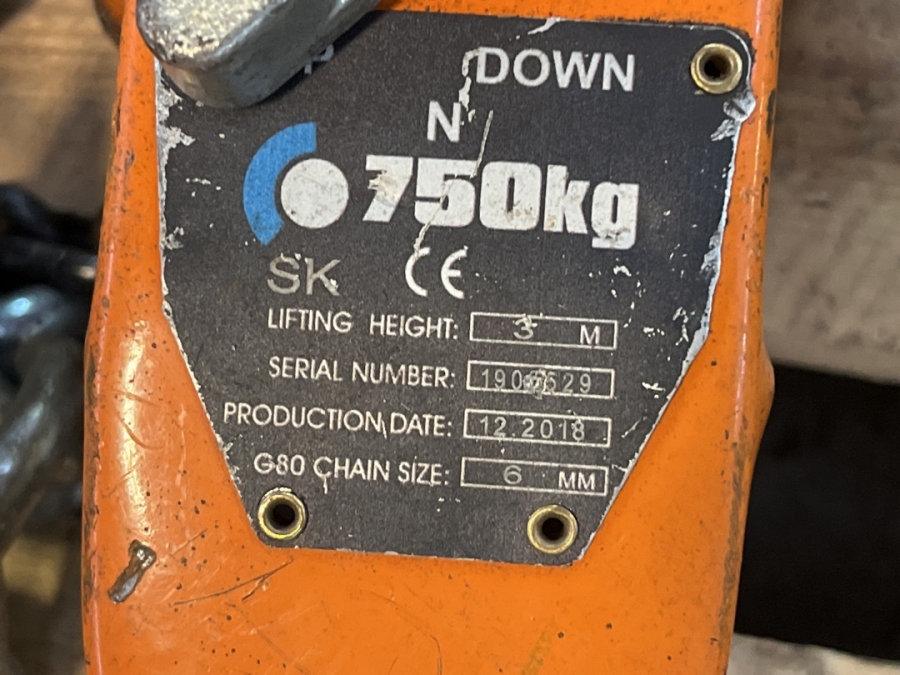 DOWN
N
750kg
SK CE
LIFTING HEIGHT: 3 M
SERIAL NUMBER:
PRODUCTION DATE: 12.2018
G80 CHAIN SIZE: 6 MM